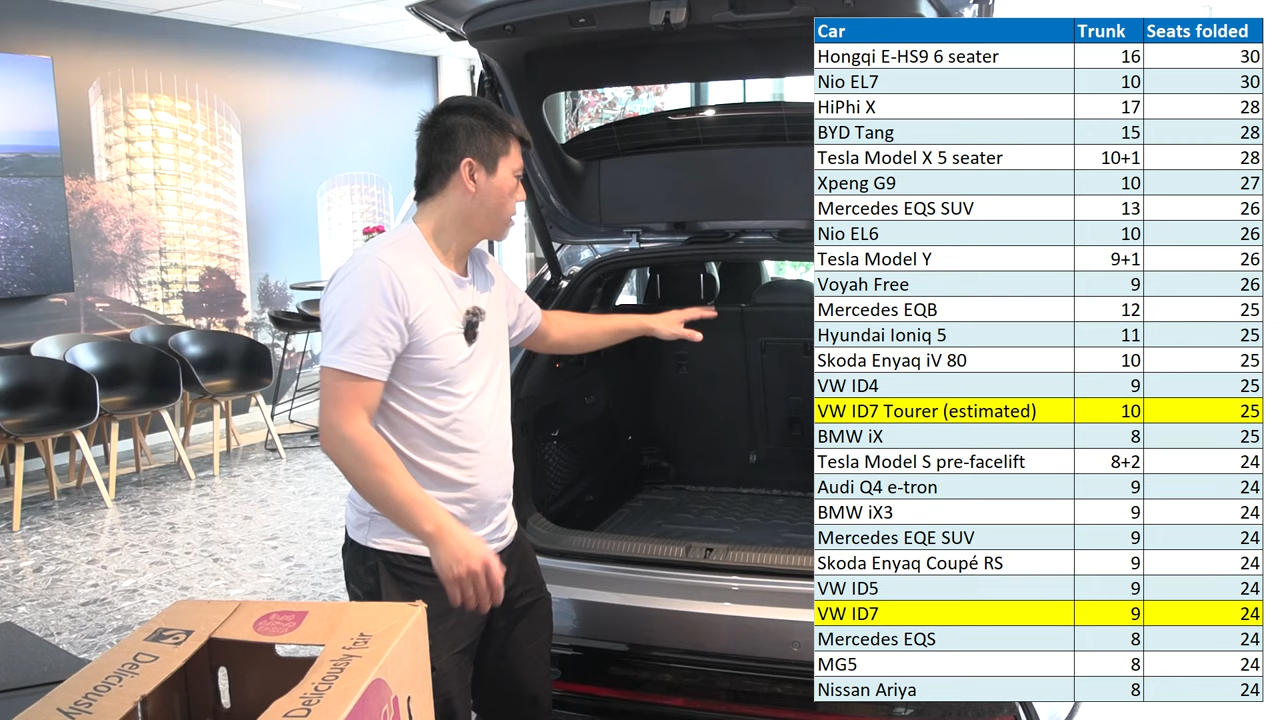 Car Trunk Seats folded
Hongqi E-HS9 6 seater 16 30
Nio EL7 10 30
HiPhi X 17 28
BYD Tang 15 28
Tesla Model X 5 seater 10+1 28
Xpeng G9 10 27
Mercedes EQS SUV 13 26
Nio EL6 10 26
Tesla Model Y 9+1 26
Voyah Free 9 26
Mercedes EQB 12 25
Hyundai Ioniq 5 11 25
Skoda Enyaq iV 80 10 25
VW ID4 9 25
VW ID7 Tourer (estimated) 10 25
BMW iX 8 25
Tesla Model S pre-facelift 8+2 24
Audi Q4 e-tron 9 24
BMW iX3 9 24
Mercedes EQE SUV 9 24
Skoda Enyaq Coupé RS 9 24
VW ID5 9 24
VW ID7 9 24
Mercedes EQS 8 24
MG5 8 24
Nissan Ariya 8 24
Deliciously
Deliciously fair